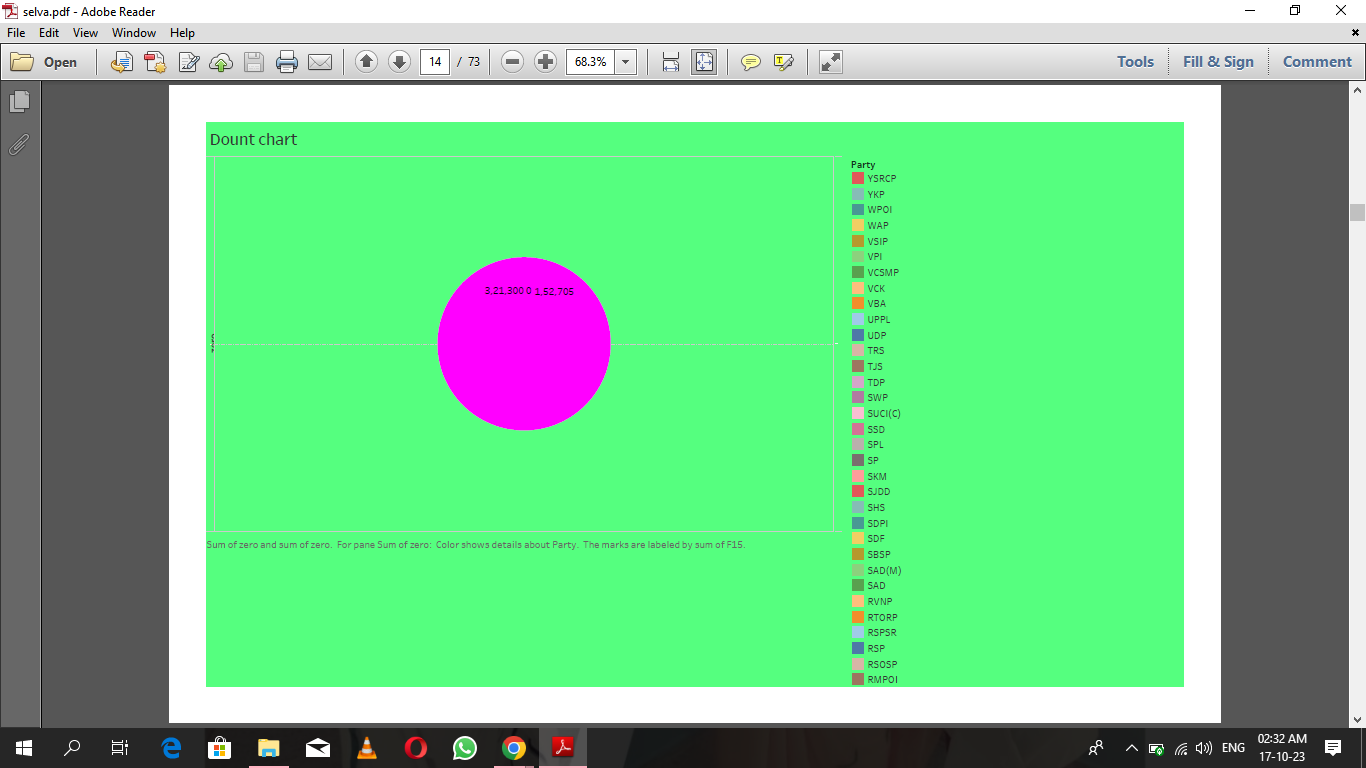 selva.pdf - Adobe Reader
File Edit View Window Help
Open 14 / 73 68.3% Tools Fill & Sign Comment
Dount chart
3,21,300 0 1,52,705
zero
Sum of zero and sum of zero. For pane Sum of zero: Color shows details about Party. The marks are labeled by sum of F15.
Party
YSRCP
YKP
WPOI
WAP
VSIP
VPI
VCSMP
VCK
VBA
UPPL
UDP
TRS
TJS
TDP
SWP
SUCI(C)
SSD
SPL
SP
SKM
SJDD
SHS
SDPI
SDF
SBSP
SAD(M)
SAD
RVNP
RTORP
RSPSR
RSP
RSOSP
RMPOI
ENG
02:32 AM
17-10-23